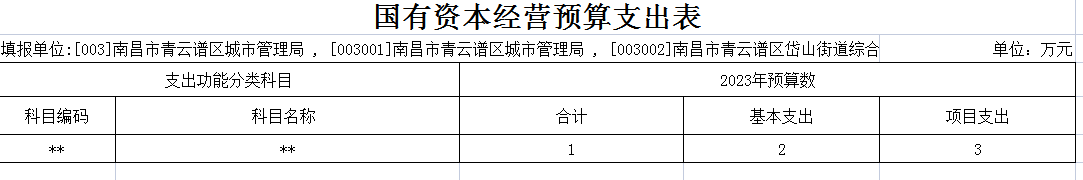 国有资本经营预算支出表
填报单位:[003]南昌市青云谱区城市管理局 , [003001]南昌市青云谱区城市管理局 , [003002]南昌市青云谱区岱山街道综合 单位：万元
支出功能分类科目 2023年预算数
科目编码 科目名称 合计 基本支出 项目支出
** ** 1 2 3